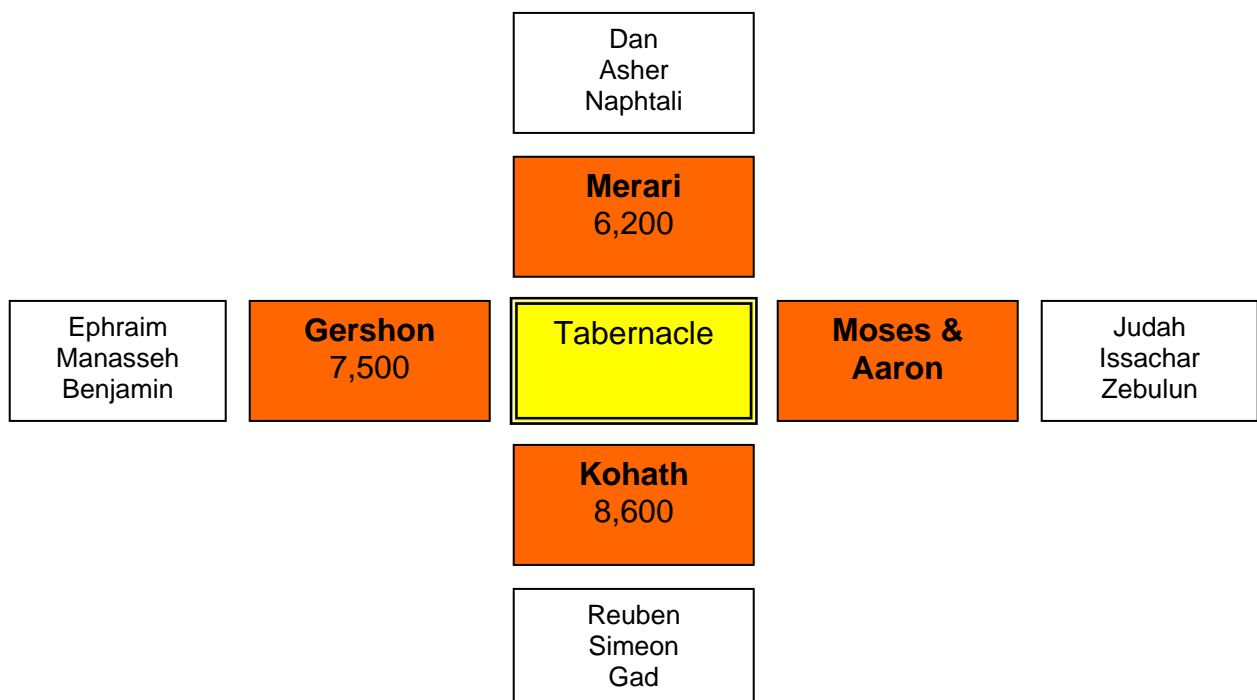 Dan
Asher
Naphtali
Merari
6,200
Ephraim
Manasseh
Benjamin
Gershon
7,500
Tabernacle
Moses &
Aaron
Judah
Issachar
Zebulun
Kohath
8,600
Reuben
Simeon
Gad